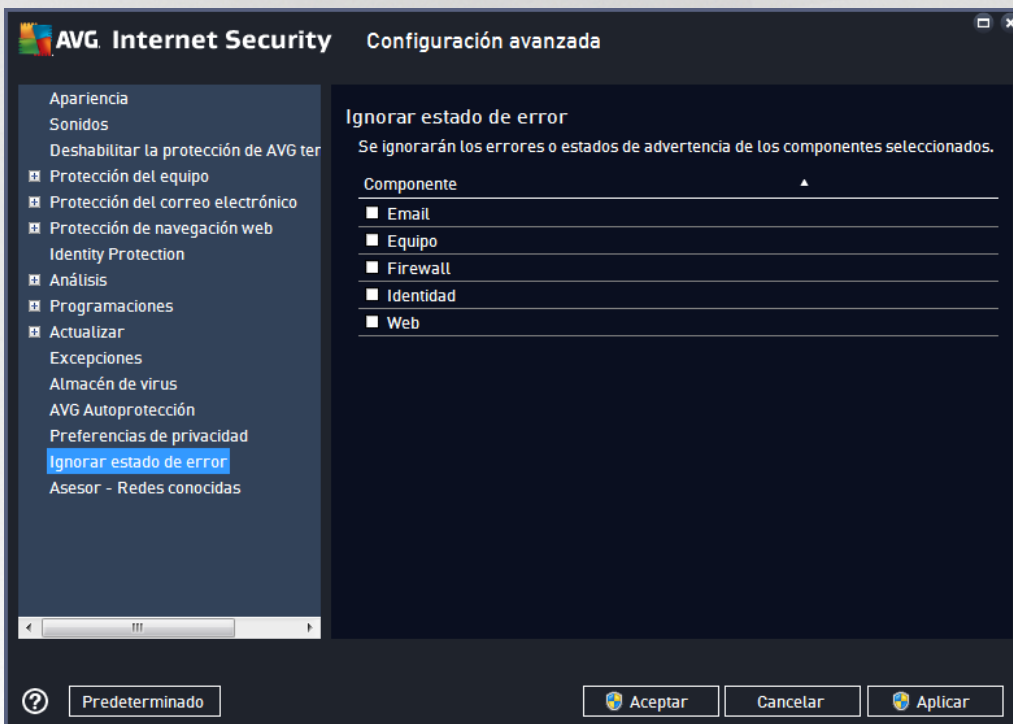 AVG. Internet Security
Configuración avanzada
Apariencia
Sonidos
Deshabilitar la protección de AVG ter
Protección del equipo
Protección del correo electrónico
Protección de navegación web
Identity Protection
Análisis
Programaciones
Actualizar
Excepciones
Almacén de virus
AVG Autoprotección
Preferencias de privacidad
Ignorar estado de error
Asesor - Redes conocidas
Ignorar estado de error
Se ignorarán los errores o estados de advertencia de los componentes seleccionados.
Componente
Email
Equipo
Firewall
Identidad
Web
Predeterminado
Aceptar
Cancelar
Aplicar